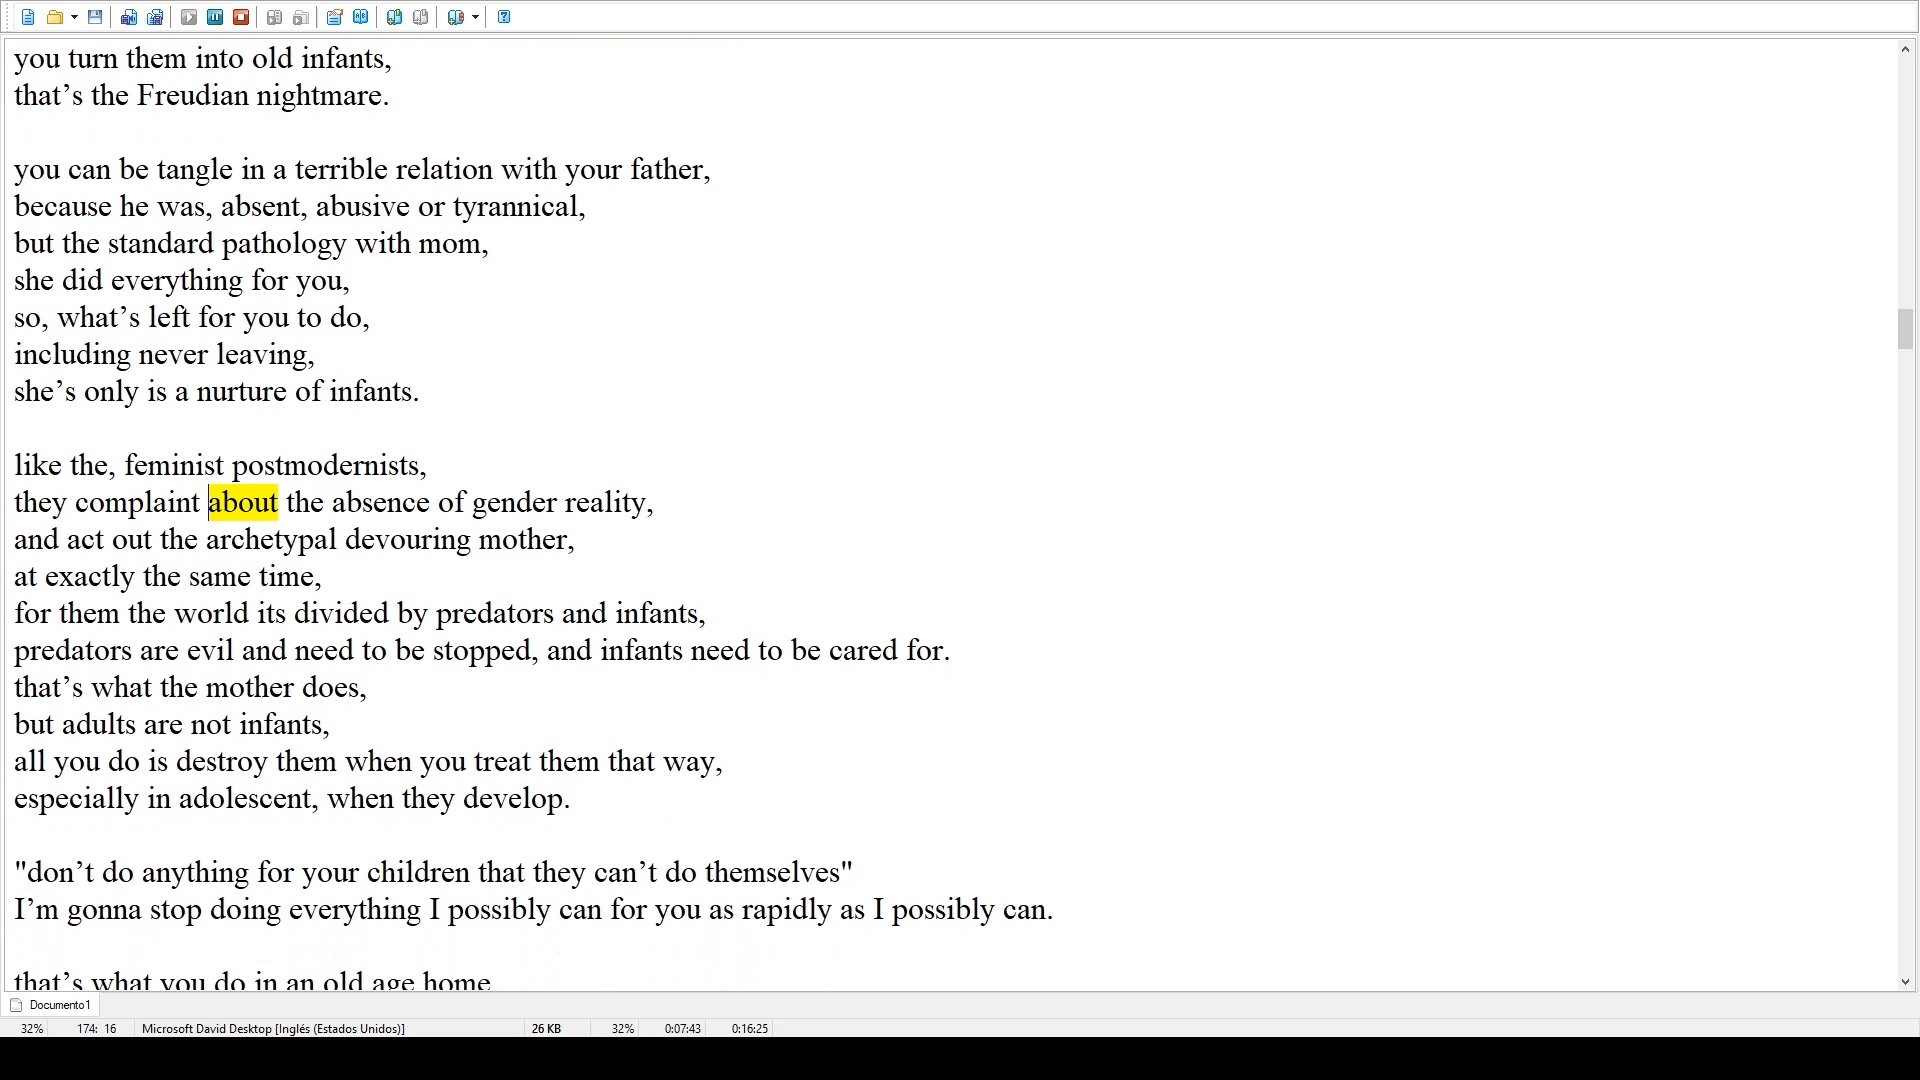 you turn them into old infants,
that’s the Freudian nightmare.
you can be tangle in a terrible relation with your father,
because he was, absent, abusive or tyrannical,
but the standard pathology with mom,
she did everything for you,
so, what’s left for you to do,
including never leaving,
she’s only is a nurture of infants.
like the, feminist postmodernists,
they complaint about the absence of gender reality,
and act out the archetypal devouring mother,
at exactly the same time,
for them the world its divided by predators and infants,
predators are evil and need to be stopped, and infants need to be cared for.
that’s what the mother does,
but adults are not infants,
all you do is destroy them when you treat them that way,
especially in adolescent, when they develop.
"don’t do anything for your children that they can’t do themselves"
I’m gonna stop doing everything I possibly can for you as rapidly as I possibly can.
that’s what you do in an old age home
Documento1
32% 174: 16 Microsoft David Desktop [Inglés (Estados Unidos)] 26 KB 32% 0:07:43 0:16:25